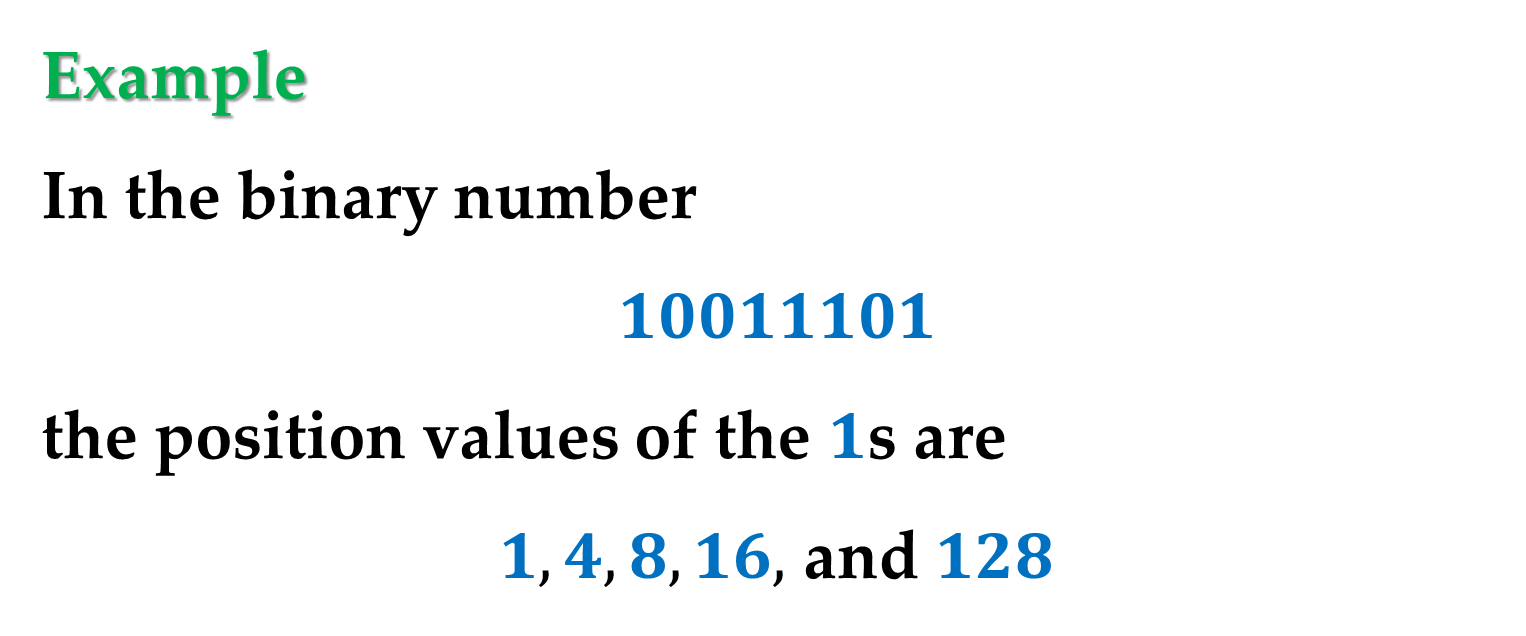 Example
In the binary number
10011101
the position values of the 1s are
1, 4, 8, 16, and 128